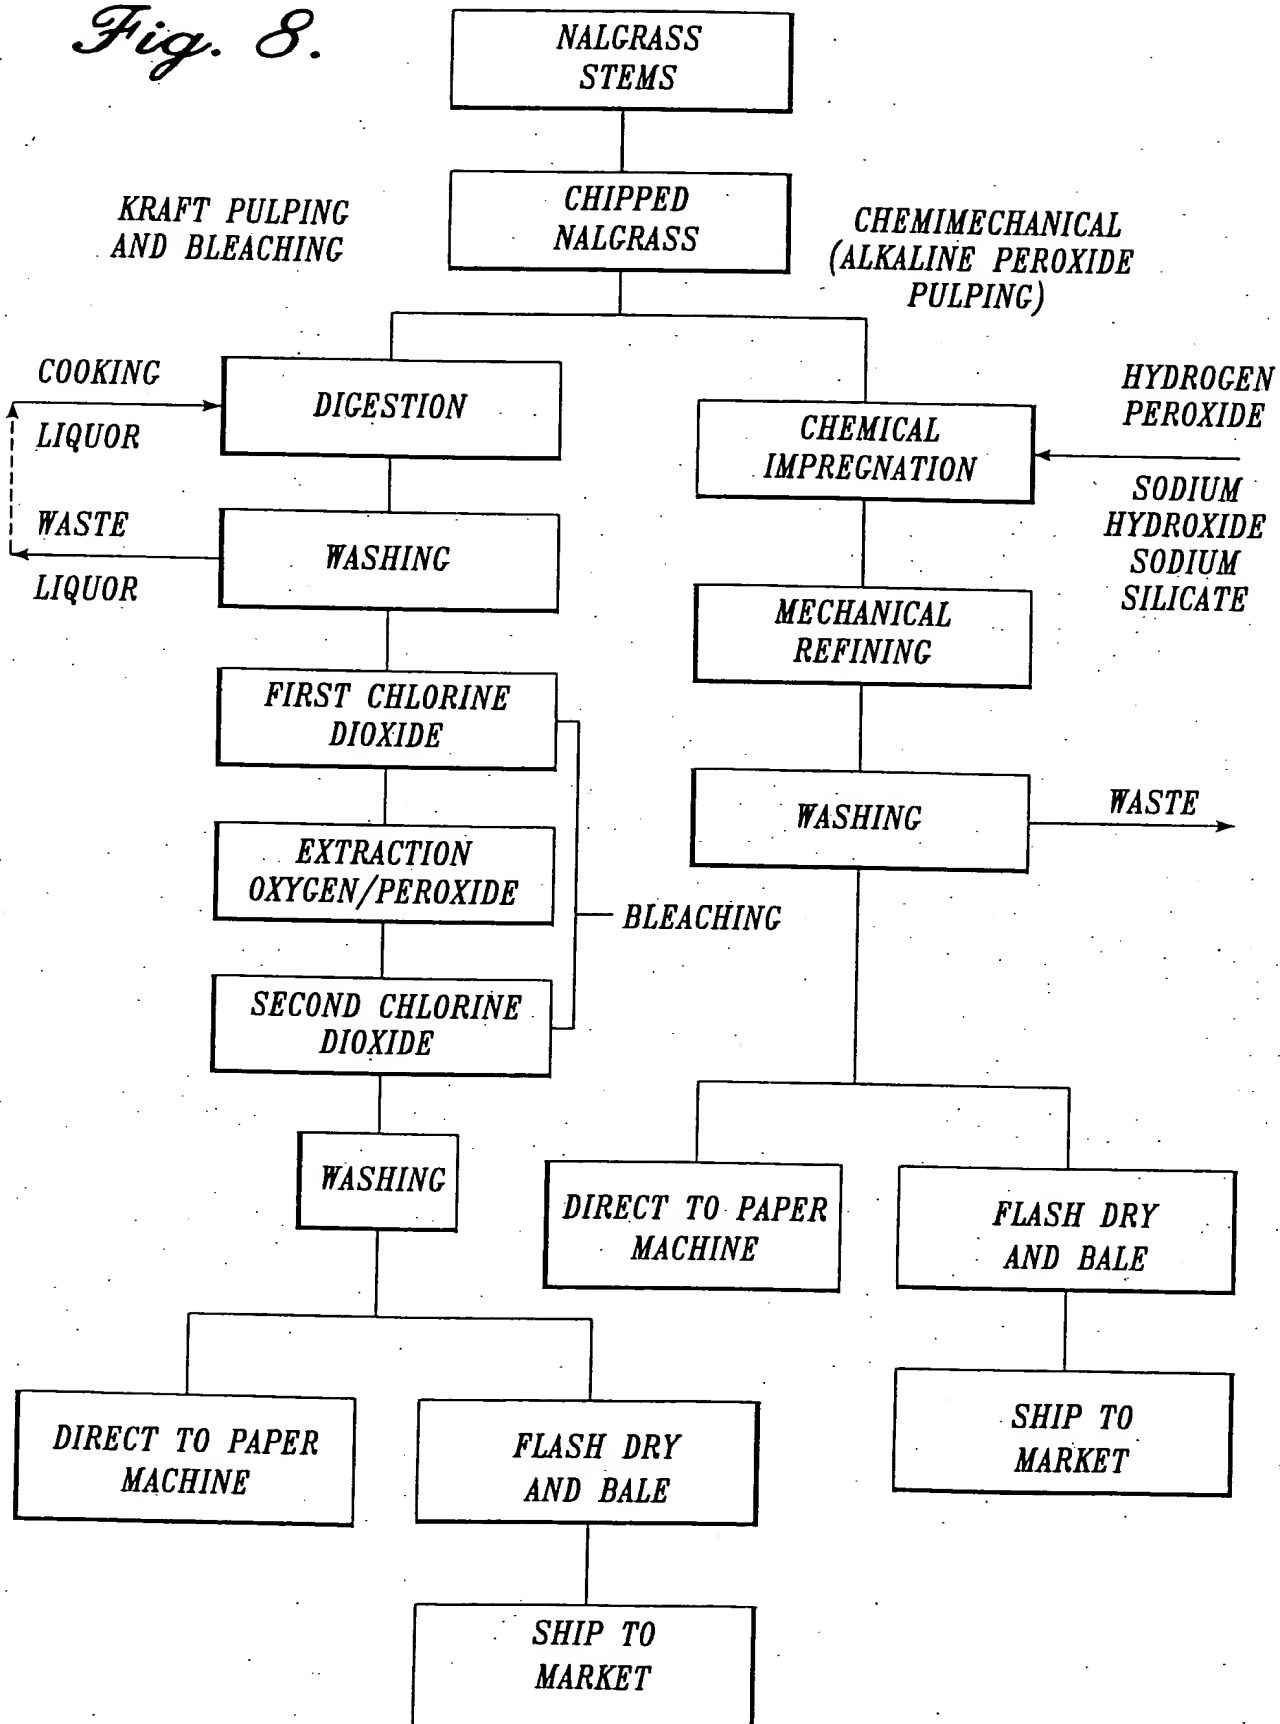 Fig. 8.
NALGRASS
STEMS
CHIPPED
NALGRASS
KRAFT PULPING
AND BLEACHING
CHEMIMECHANICAL
(ALKALINE PEROXIDE
PULPING)
COOKING
LIQUOR
DIGESTION
WASTE
LIQUOR
WASHING
FIRST CHLORINE
DIOXIDE
EXTRACTION
OXYGEN/PEROXIDE
SECOND CHLORINE
DIOXIDE
BLEACHING
WASHING
DIRECT TO PAPER
MACHINE
FLASH DRY
AND BALE
SHIP TO
MARKET
HYDROGEN
PEROXIDE
CHEMICAL
IMPREGNATION
SODIUM
HYDROXIDE
SODIUM
SILICATE
MECHANICAL
REFINING
WASHING
WASTE
DIRECT TO PAPER
MACHINE
FLASH DRY
AND BALE
SHIP TO
MARKET